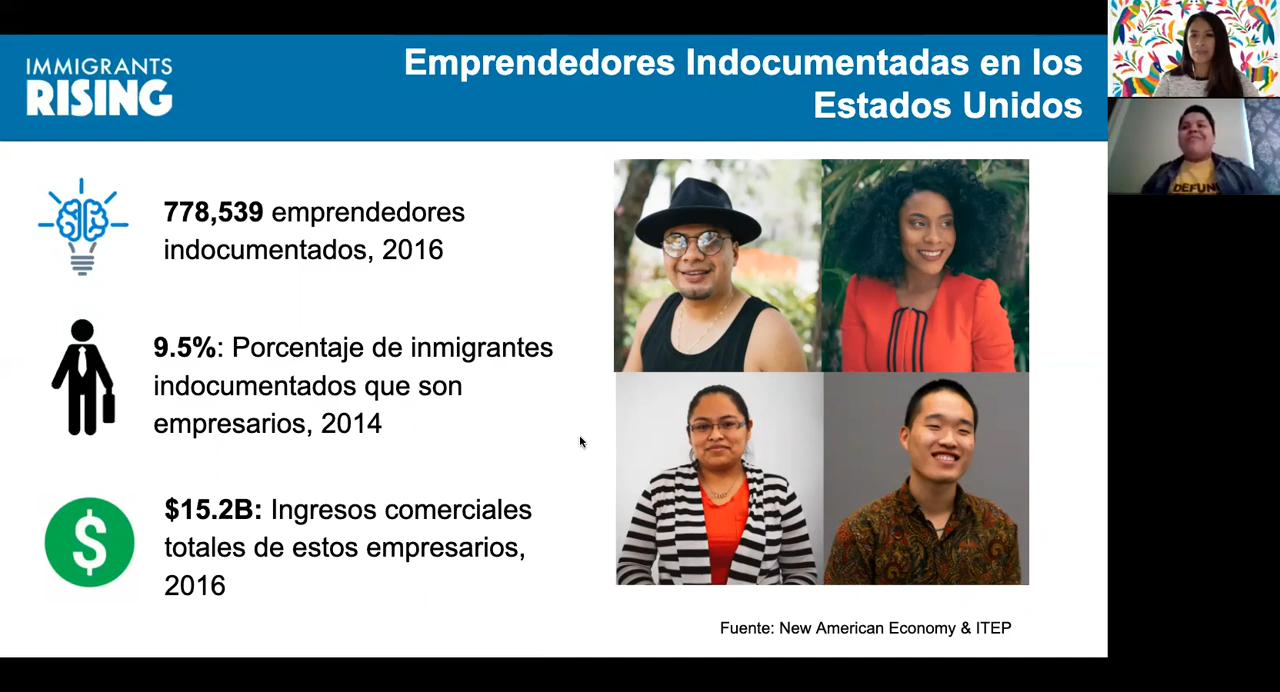 IMMIGRANTS
RISING
Emprendedores Indocumentadas en los
Estados Unidos
778,539 emprendedores
indocumentados, 2016
9.5%: Porcentaje de inmigrantes
indocumentados que son
empresarios, 2014
$
$15.2B: Ingresos comerciales
totales de estos empresarios,
2016
Fuente: New American Economy & ITEP
DEFUN